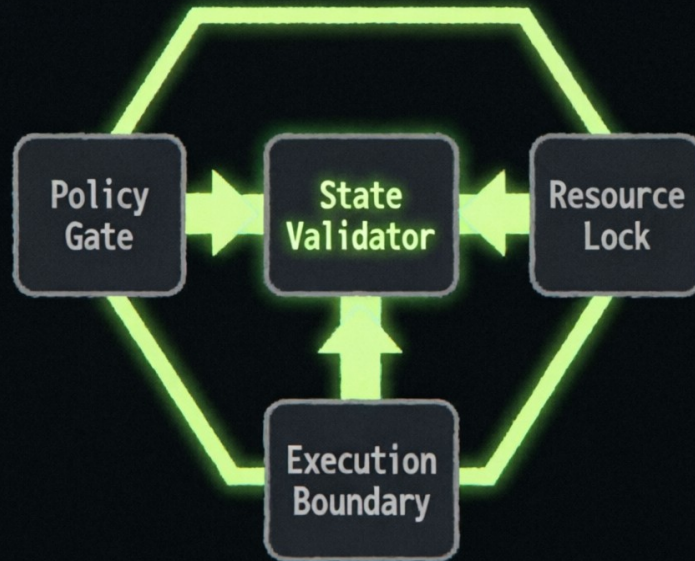 Policy
Gate
State
Validator
Resource
Lock
Execution
Boundary